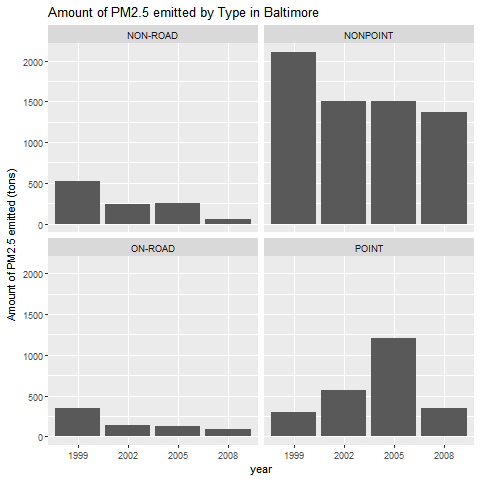 Amount of PM2.5 emitted by Type in Baltimore
NON-ROAD
NONPOINT
2000
1500
1000
500
0
ON-ROAD
POINT
2000
1500
1000
500
0
1999 2002 2005 2008
1999 2002 2005 2008
year
Amount of PM2.5 emitted (tons)